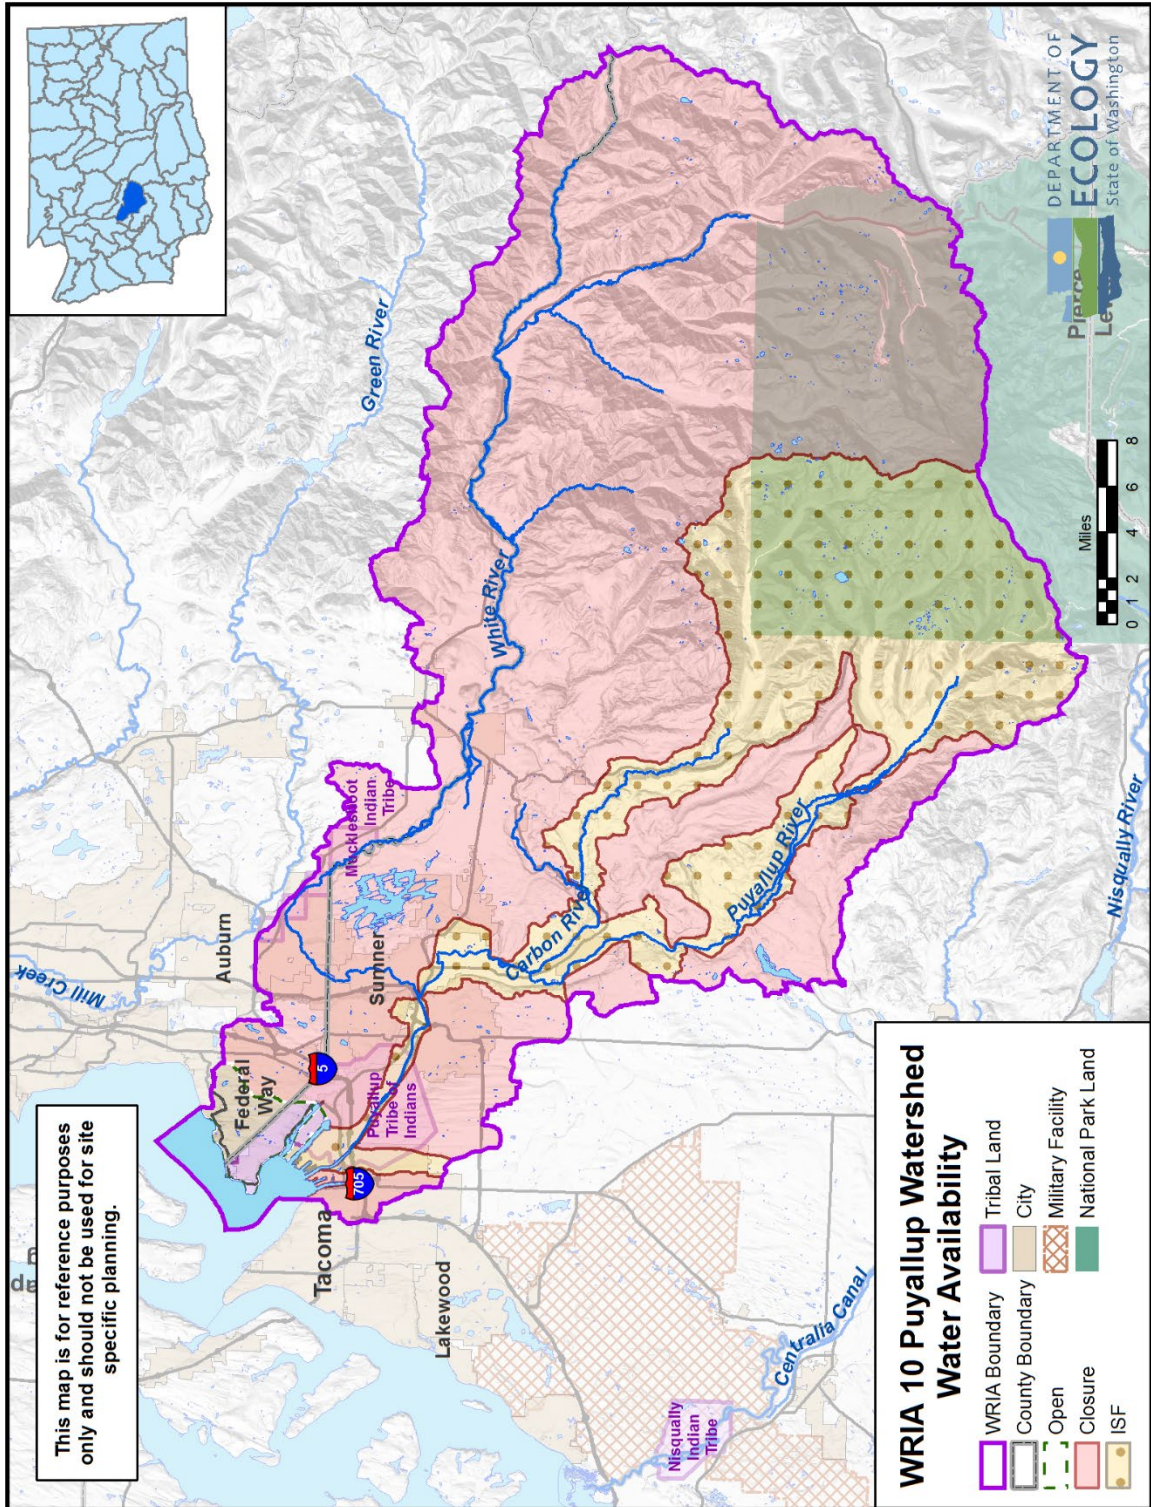 This map is for reference purposes
only and should not be used for site
specific planning.
Mill Creek
Auburn
Green River
Federal
Way
5
Muckleshoot
Indian
Tribe
Sumner
White River
Puyallup
Tribe of
Indians
705
Tacoma
Lakewood
Carbon River
Puyallup River
Nisqually
Indian
Tribe
Centralia Canal
Nisqually River
Pierce
DEPARTMENT OF
ECOLOGY
State of Washington
Miles
0 1 2 4 6 8
WRIA 10 Puyallup Watershed
Water Availability
WRIA Boundary
County Boundary
Open
Closure
ISF
Tribal Land
City
Military Facility
National Park Land